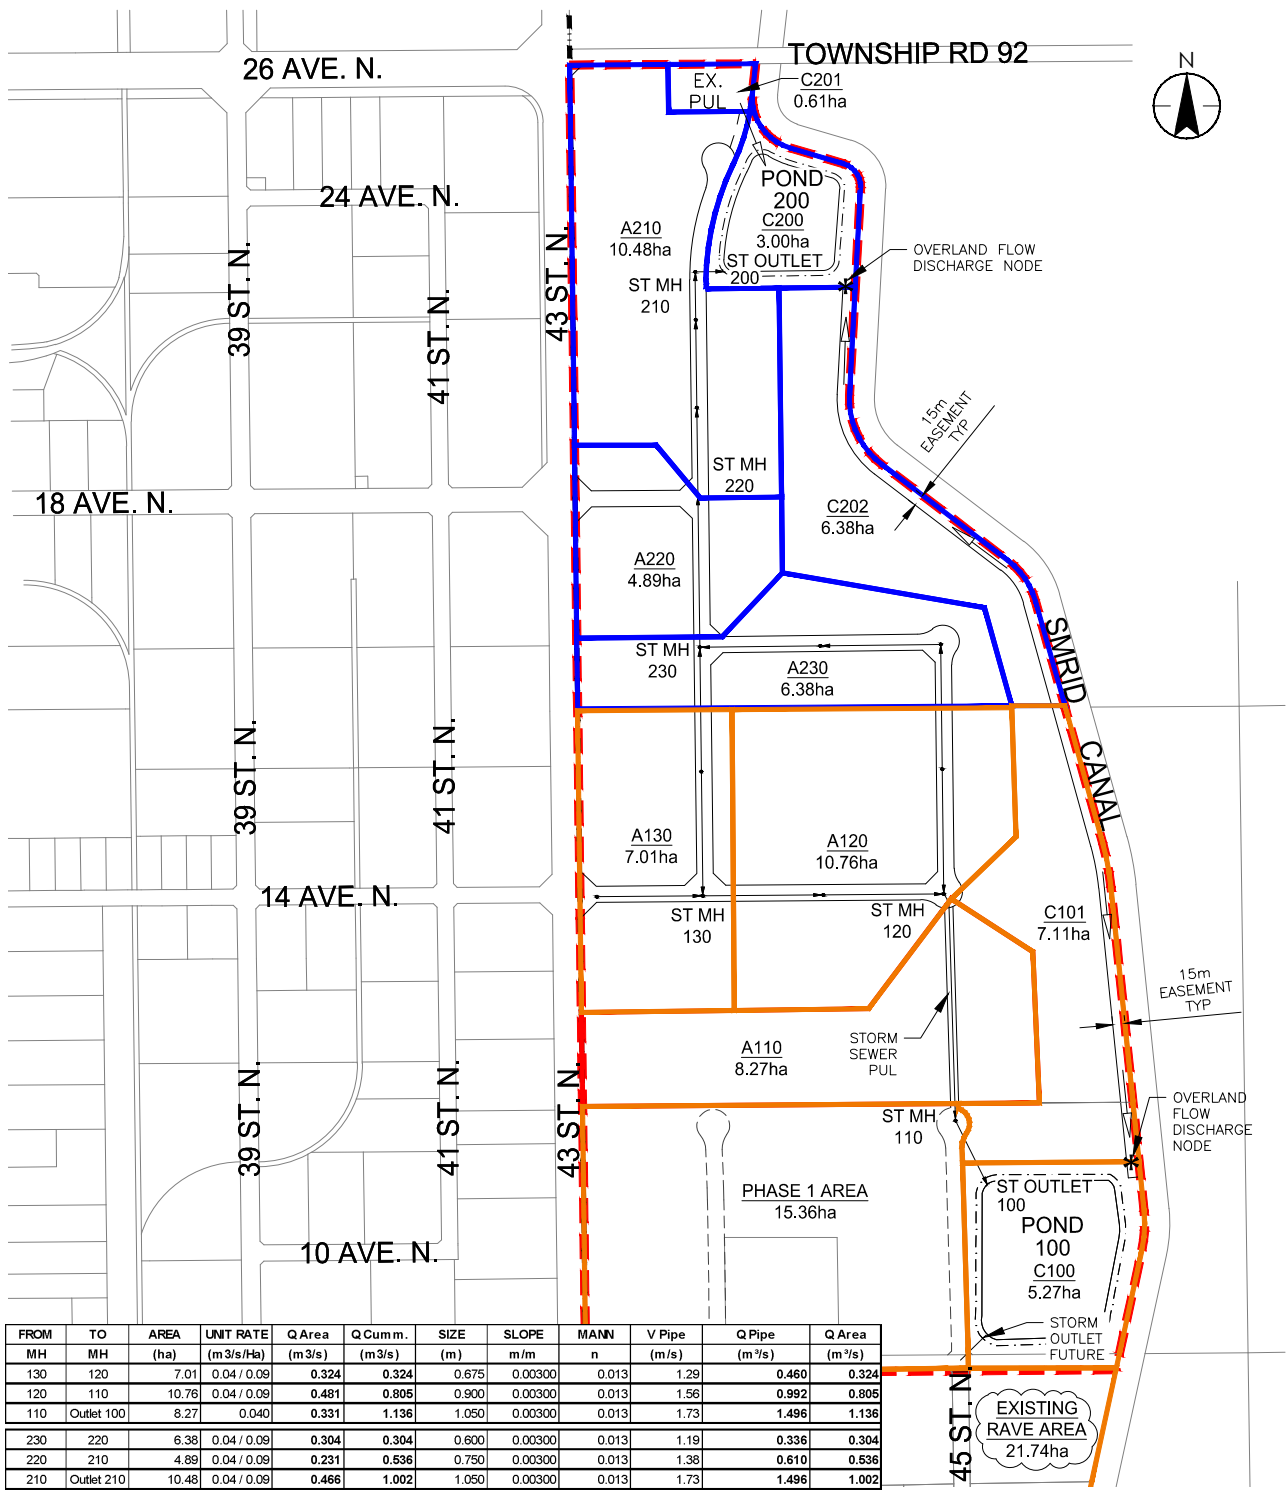 26 AVE. N.
TOWNSHIP RD 92
N
EX.
PUL
C201
0.61ha
24 AVE. N.
POND
200
C200
3.00ha
ST OUTLET
200
A210
10.48ha
ST MH
210
OVERLAND FLOW
DISCHARGE NODE
39 ST. N.
41 ST. N.
43 ST. N.
15m
EASEMENT
TYP
18 AVE. N.
ST MH
220
C202
6.38ha
A220
4.89ha
ST MH
230
A230
6.38ha
SMRID
CANAL
39 ST. N.
41 ST. N.
A130
7.01ha
A120
10.76ha
14 AVE. N.
ST MH
130
ST MH
120
C101
7.11ha
15m
EASEMENT
TYP
STORM
SEWER
PUL
A110
8.27ha
39 ST. N.
41 ST. N.
43 ST. N.
ST MH
110
OVERLAND
FLOW
DISCHARGE
NODE
PHASE 1 AREA
15.36ha
ST OUTLET
100
POND
100
C100
5.27ha
10 AVE. N.
STORM
OUTLET
FUTURE
45 ST. N.
EXISTING
RAVE AREA
21.74ha
FROM TO AREA UNIT RATE Q Area Q Cumm. SIZE SLOPE MANN V Pipe Q Pipe Q Area
MH MH (ha) (m3/s/Ha) (m3/s) (m3/s) (m) m/m n (m/s) (m³/s) (m³/s)
130 120 7.01 0.04 / 0.09 0.324 0.324 0.675 0.00300 0.013 1.29 0.460 0.324
120 110 10.76 0.04 / 0.09 0.481 0.805 0.900 0.00300 0.013 1.56 0.992 0.805
110 Outlet 100 8.27 0.040 0.331 1.136 1.050 0.00300 0.013 1.73 1.496 1.136
230 220 6.38 0.04 / 0.09 0.304 0.304 0.600 0.00300 0.013 1.19 0.336 0.304
220 210 4.89 0.04 / 0.09 0.231 0.536 0.750 0.00300 0.013 1.38 0.610 0.536
210 Outlet 210 10.48 0.04 / 0.09 0.466 1.002 1.050 0.00300 0.013 1.73 1.496 1.002